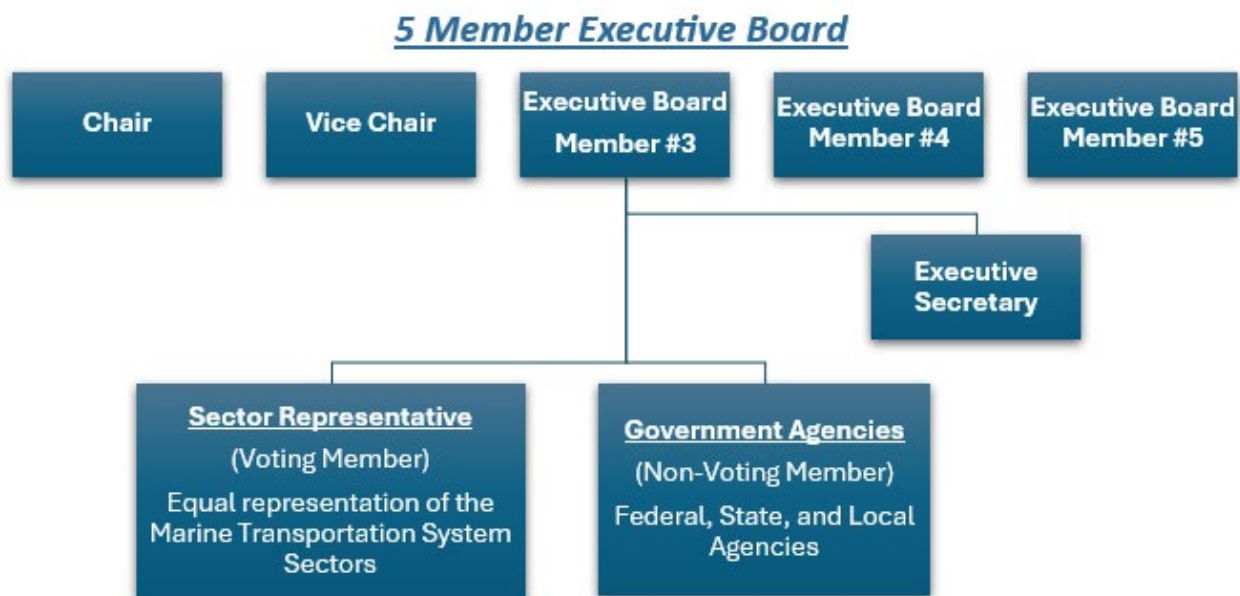 5 Member Executive Board
Chair
Vice Chair
Executive Board
Member #3
Executive Board
Member #4
Executive Board
Member #5
Executive
Secretary
Sector Representative
(Voting Member)
Equal representation of the
Marine Transportation System
Sectors
Government Agencies
(Non-Voting Member)
Federal, State, and Local
Agencies